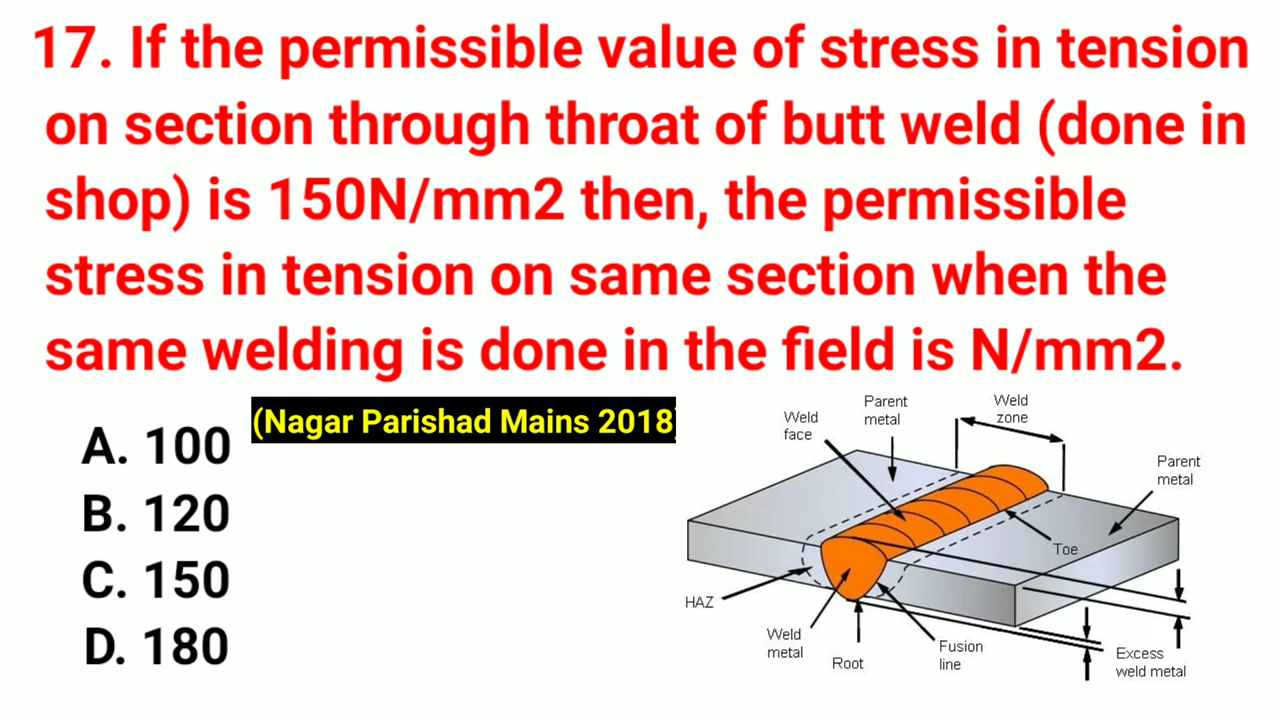 17. If the permissible value of stress in tension
on section through throat of butt weld (done in
shop) is 150N/mm2 then, the permissible
stress in tension on same section when the
same welding is done in the field is N/mm2.
(Nagar Parishad Mains 2018)
A. 100
B. 120
C. 150
D. 180
Weld
face
Parent
metal
Weld
zone
Parent
metal
Toe
HAZ
Weld
metal
Root
Fusion
line
Excess
weld metal